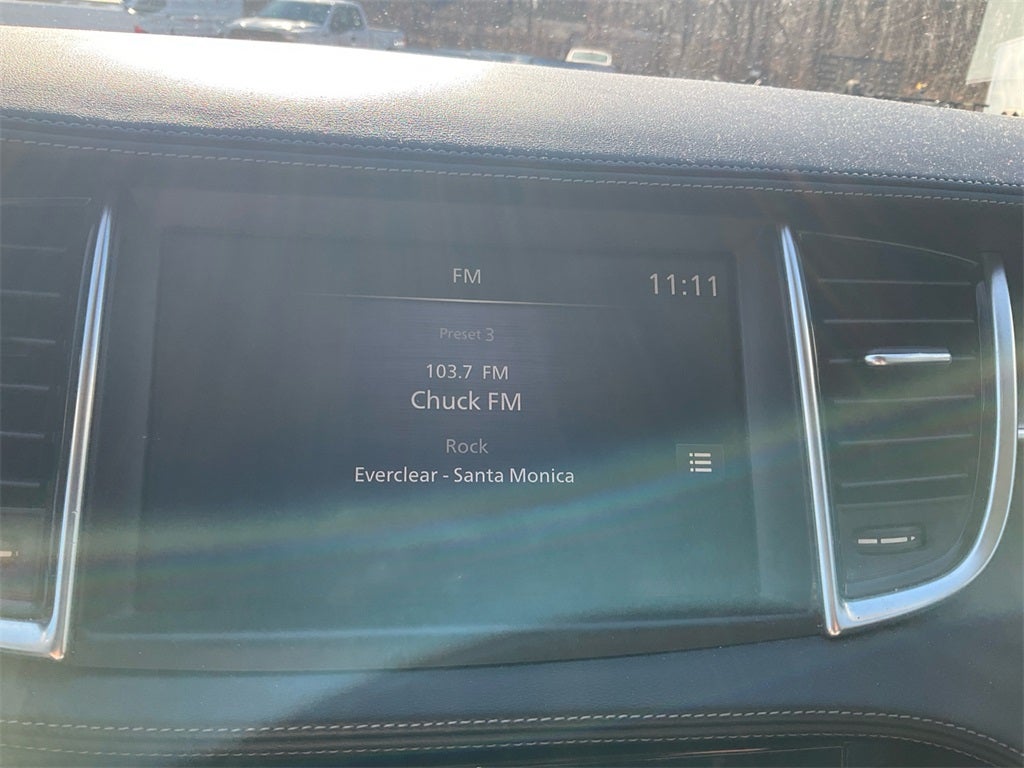 FM
11:11
Preset 3
103.7 FM
Chuck FM
Rock
Everclear - Santa Monica